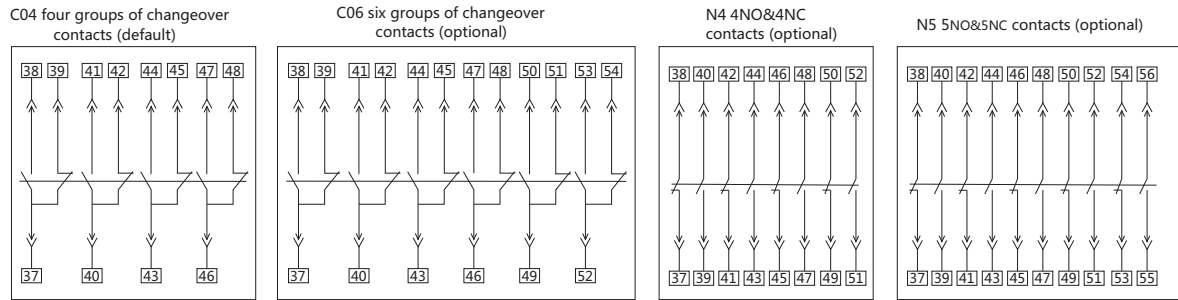 C04 four groups of changeover
contacts (default)
38 39 41 42 44 45 47 48
37 40 43 46
C06 six groups of changeover
contacts (optional)
38 39 41 42 44 45 47 48 50 51 53 54
37 40 43 46 49 52
N4 4NO&4NC
contacts (optional)
38 40 42 44 46 48 50 52
37 39 41 43 45 47 49 51
N5 5NO&5NC contacts (optional)
38 40 42 44 46 48 50 52 54 56
37 39 41 43 45 47 49 51 53 55